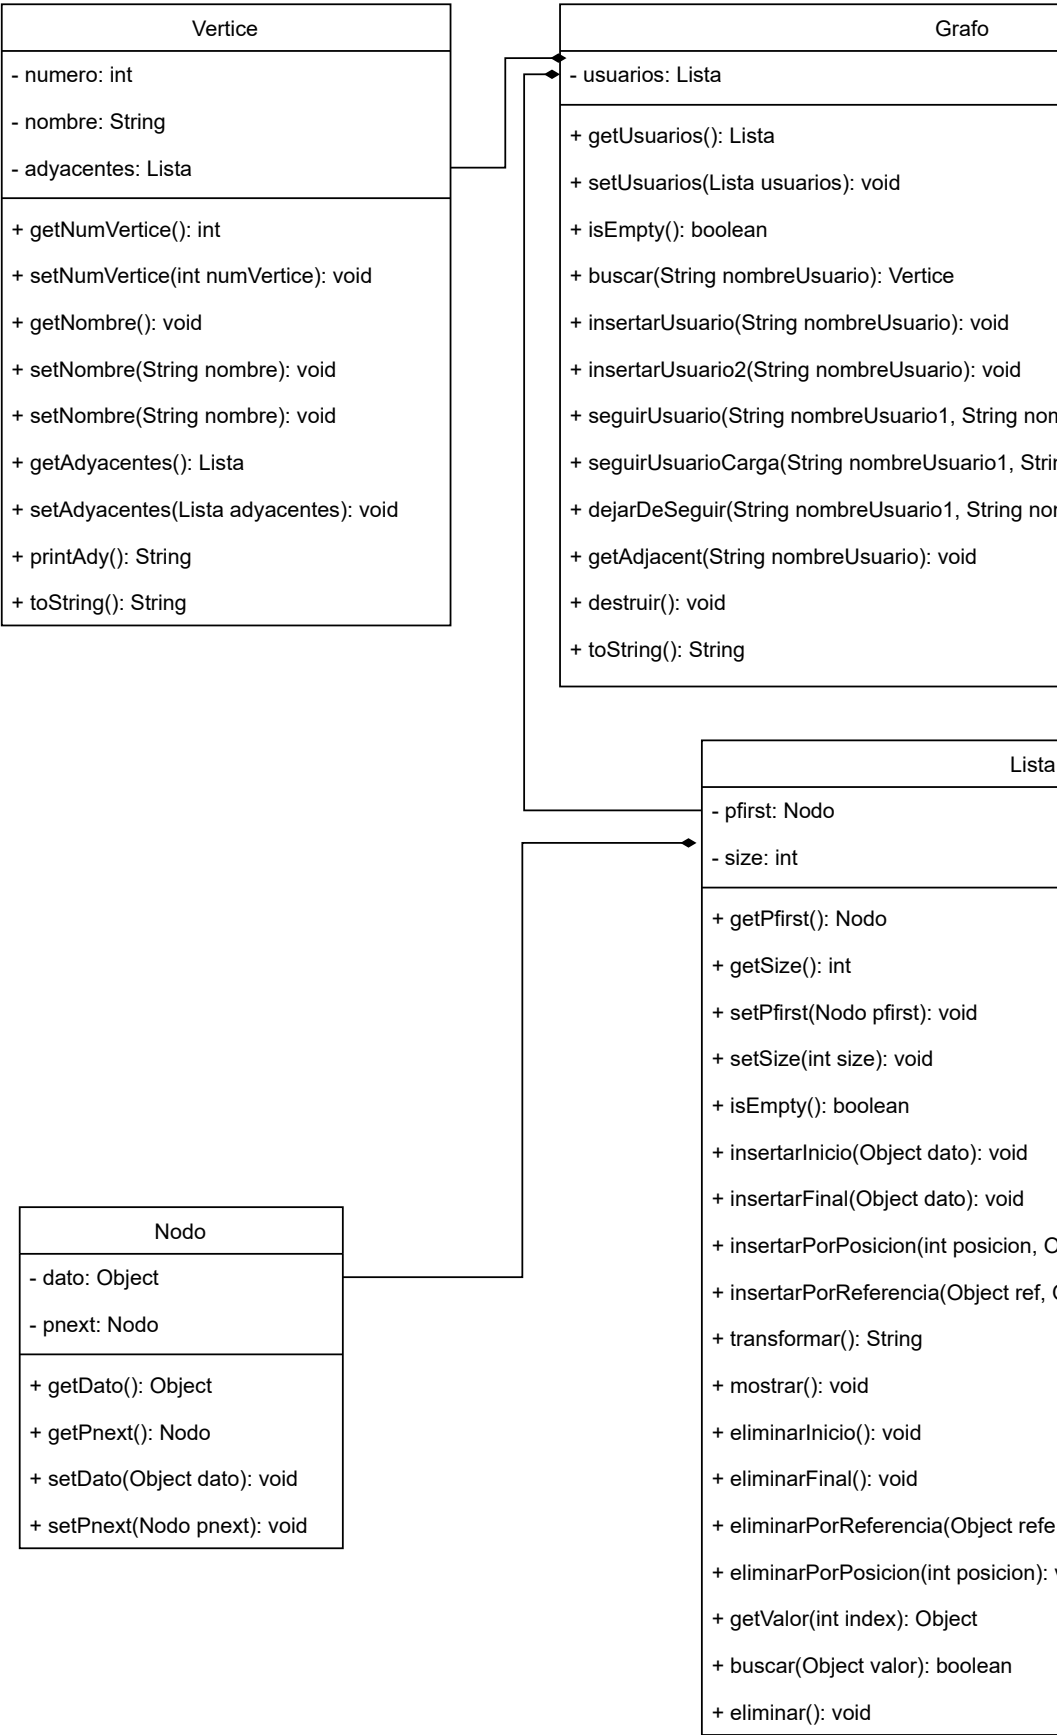 Vertice
- numero: int
- nombre: String
- adyacentes: Lista
+ getNumVertice(): int
+ setNumVertice(int numVertice): void
+ getNombre(): void
+ setNombre(String nombre): void
+ setNombre(String nombre): void
+ getAdyacentes(): Lista
+ setAdyacentes(Lista adyacentes): void
+ printAdy(): String
+ toString(): String
Grafo
- usuarios: Lista
+ getUsuarios(): Lista
+ setUsuarios(Lista usuarios): void
+ isEmpty(): boolean
+ buscar(String nombreUsuario): Vertice
+ insertarUsuario(String nombreUsuario): void
+ insertarUsuario2(String nombreUsuario): void
+ seguirUsuario(String nombreUsuario1, String
+ seguirUsuarioCarga(String nombreUsuario1,
+ dejarDeSeguir(String nombreUsuario1, String
+ getAdjacent(String nombreUsuario): void
+ destruir(): void
+ toString(): String
Lista
- pfirst: Nodo
- size: int
+ getPfirst(): Nodo
+ getSize(): int
+ setPfirst(Nodo pfirst): void
+ setSize(int size): void
+ isEmpty(): boolean
+ insertarInicio(Object dato): void
+ insertarFinal(Object dato): void
+ insertarPorPosicion(int posicion,
+ insertarPorReferencia(Object ref,
+ transformar(): String
+ mostrar(): void
+ eliminarInicio(): void
+ eliminarFinal(): void
+ eliminarPorReferencia(Object
+ eliminarPorPosicion(int posicion):
+ getValor(int index): Object
+ buscar(Object valor): boolean
+ eliminar(): void
Nodo
- dato: Object
- pnext: Nodo
+ getDato(): Object
+ getPnext(): Nodo
+ setDato(Object dato): void
+ setPnext(Nodo pnext): void